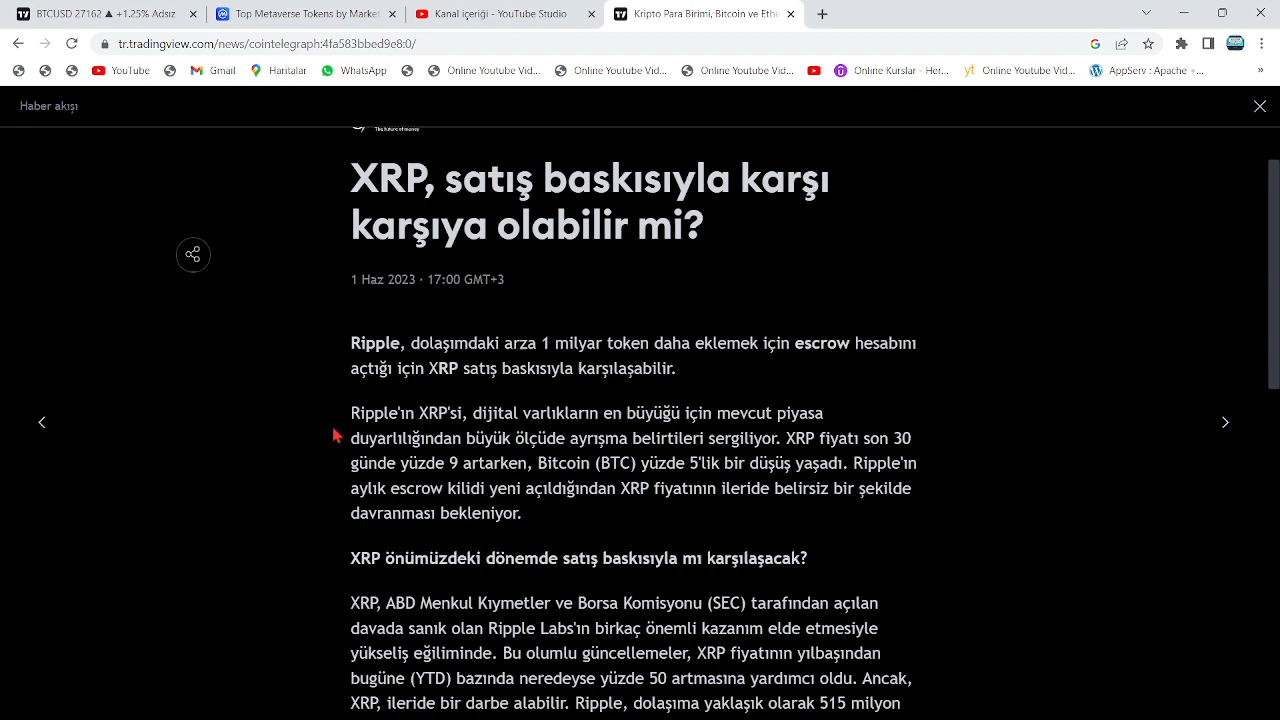 BTCUSD 27162 ▲ +1.25% Adsız
Top Metaverse Tokens by Market
Kanal içeriği - YouTube Studio
Kripto Para Birimi, Bitcoin ve Ethe
tr.tradingview.com/news/cointelegraph:4fa583bbed9e8:0/
YouTube
Gmail
Haritalar
WhatsApp
Online Youtube Vid...
Online Youtube Vid...
Online Youtube Vid...
Online Kurslar - Her...
yt Online Youtube Vid...
AppServ : Apache +...
»
Haber akışı
The future of money
XRP, satış baskısıyla karşı
karşıya olabilir mi?
1 Haz 2023 · 17:00 GMT+3
Ripple, dolaşımdaki arza 1 milyar token daha eklemek için escrow hesabını
açtığı için XRP satış baskısıyla karşılaşabilir.
Ripple'ın XRP'si, dijital varlıkların en büyüğü için mevcut piyasa
duyarlılığından büyük ölçüde ayrışma belirtileri sergiliyor. XRP fiyatı son 30
günde yüzde 9 artarken, Bitcoin (BTC) yüzde 5'lik bir düşüş yaşadı. Ripple'ın
aylık escrow kilidi yeni açıldığından XRP fiyatının ileride belirsiz bir şekilde
davranması bekleniyor.
XRP önümüzdeki dönemde satış baskısıyla mı karşılaşacak?
XRP, ABD Menkul Kıymetler ve Borsa Komisyonu (SEC) tarafından açılan
davada sanık olan Ripple Labs'ın birkaç önemli kazanım elde etmesiyle
yükseliş eğiliminde. Bu olumlu güncellemeler, XRP fiyatının yılbaşından
bugüne (YTD) bazında neredeyse yüzde 50 artmasına yardımcı oldu. Ancak,
XRP, ileride bir darbe alabilir. Ripple, dolaşıma yaklaşık olarak 515 milyon